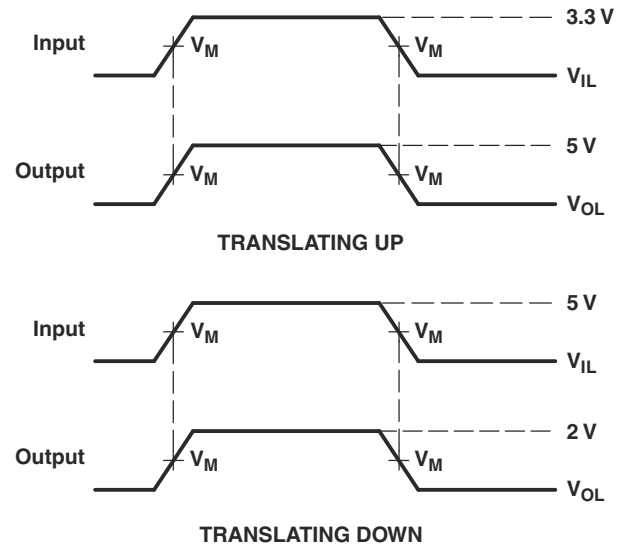 3.3 V
Input
V_M V_M
V_IL
5 V
Output
V_M V_M
V_OL
TRANSLATING UP
5 V
Input
V_M V_M
V_IL
2 V
Output
V_M V_M
V_OL
TRANSLATING DOWN